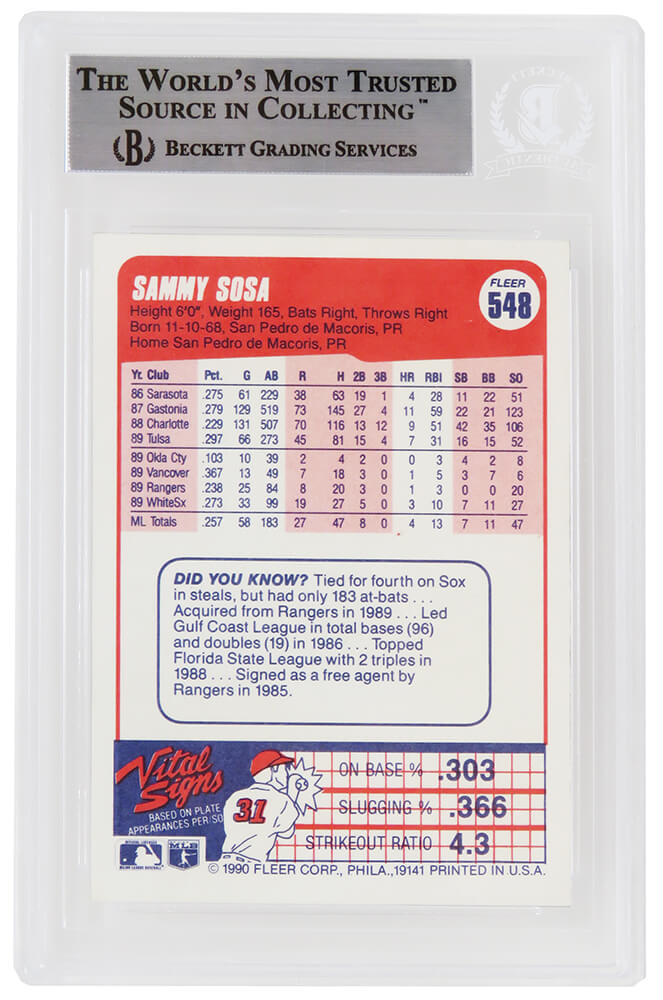 THE WORLD'S MOST TRUSTED
SOURCE IN COLLECTING™
B BECKETT GRADING SERVICES
BECKETT
B
AUTHENTIC
SAMMY SOSA
FLEER
548
Height 6'0", Weight 165, Bats Right, Throws Right
Born 11-10-68, San Pedro de Macoris, PR
Home San Pedro de Macoris, PR
Yr. Club Pct. G AB R H 2B 3B HR RBI SB BB SO
86 Sarasota .275 61 229 38 63 19 1 4 28 11 22 51
87 Gastonia .279 129 519 73 145 27 4 11 59 22 21 123
88 Charlotte .229 131 507 70 116 13 12 9 51 42 35 106
89 Tulsa .297 66 273 45 81 15 4 7 31 16 15 52
89 Okla Cty .103 10 39 2 4 2 0 0 3 4 2 8
89 Vancover .367 13 49 7 18 3 0 1 5 3 7 6
89 Rangers .238 25 84 8 20 3 0 1 3 0 0 20
89 WhiteSx .273 33 99 19 27 5 0 3 10 7 11 27
ML Totals .257 58 183 27 47 8 0 4 13 7 11 47
DID YOU KNOW? Tied for fourth on Sox
in steals, but had only 183 at-bats . . .
Acquired from Rangers in 1989 . . . Led
Gulf Coast League in total bases (96)
and doubles (19) in 1986 . . . Topped
Florida State League with 2 triples in
1988 . . . Signed as a free agent by
Rangers in 1985.
Vital
Signs
BASED ON PLATE
APPEARANCES PER/SO
31
ON BASE % .303
SLUGGING % .366
STRIKEOUT RATIO 4.3
MLB
© 1990 FLEER CORP., PHILA., 19141 PRINTED IN U.S.A.